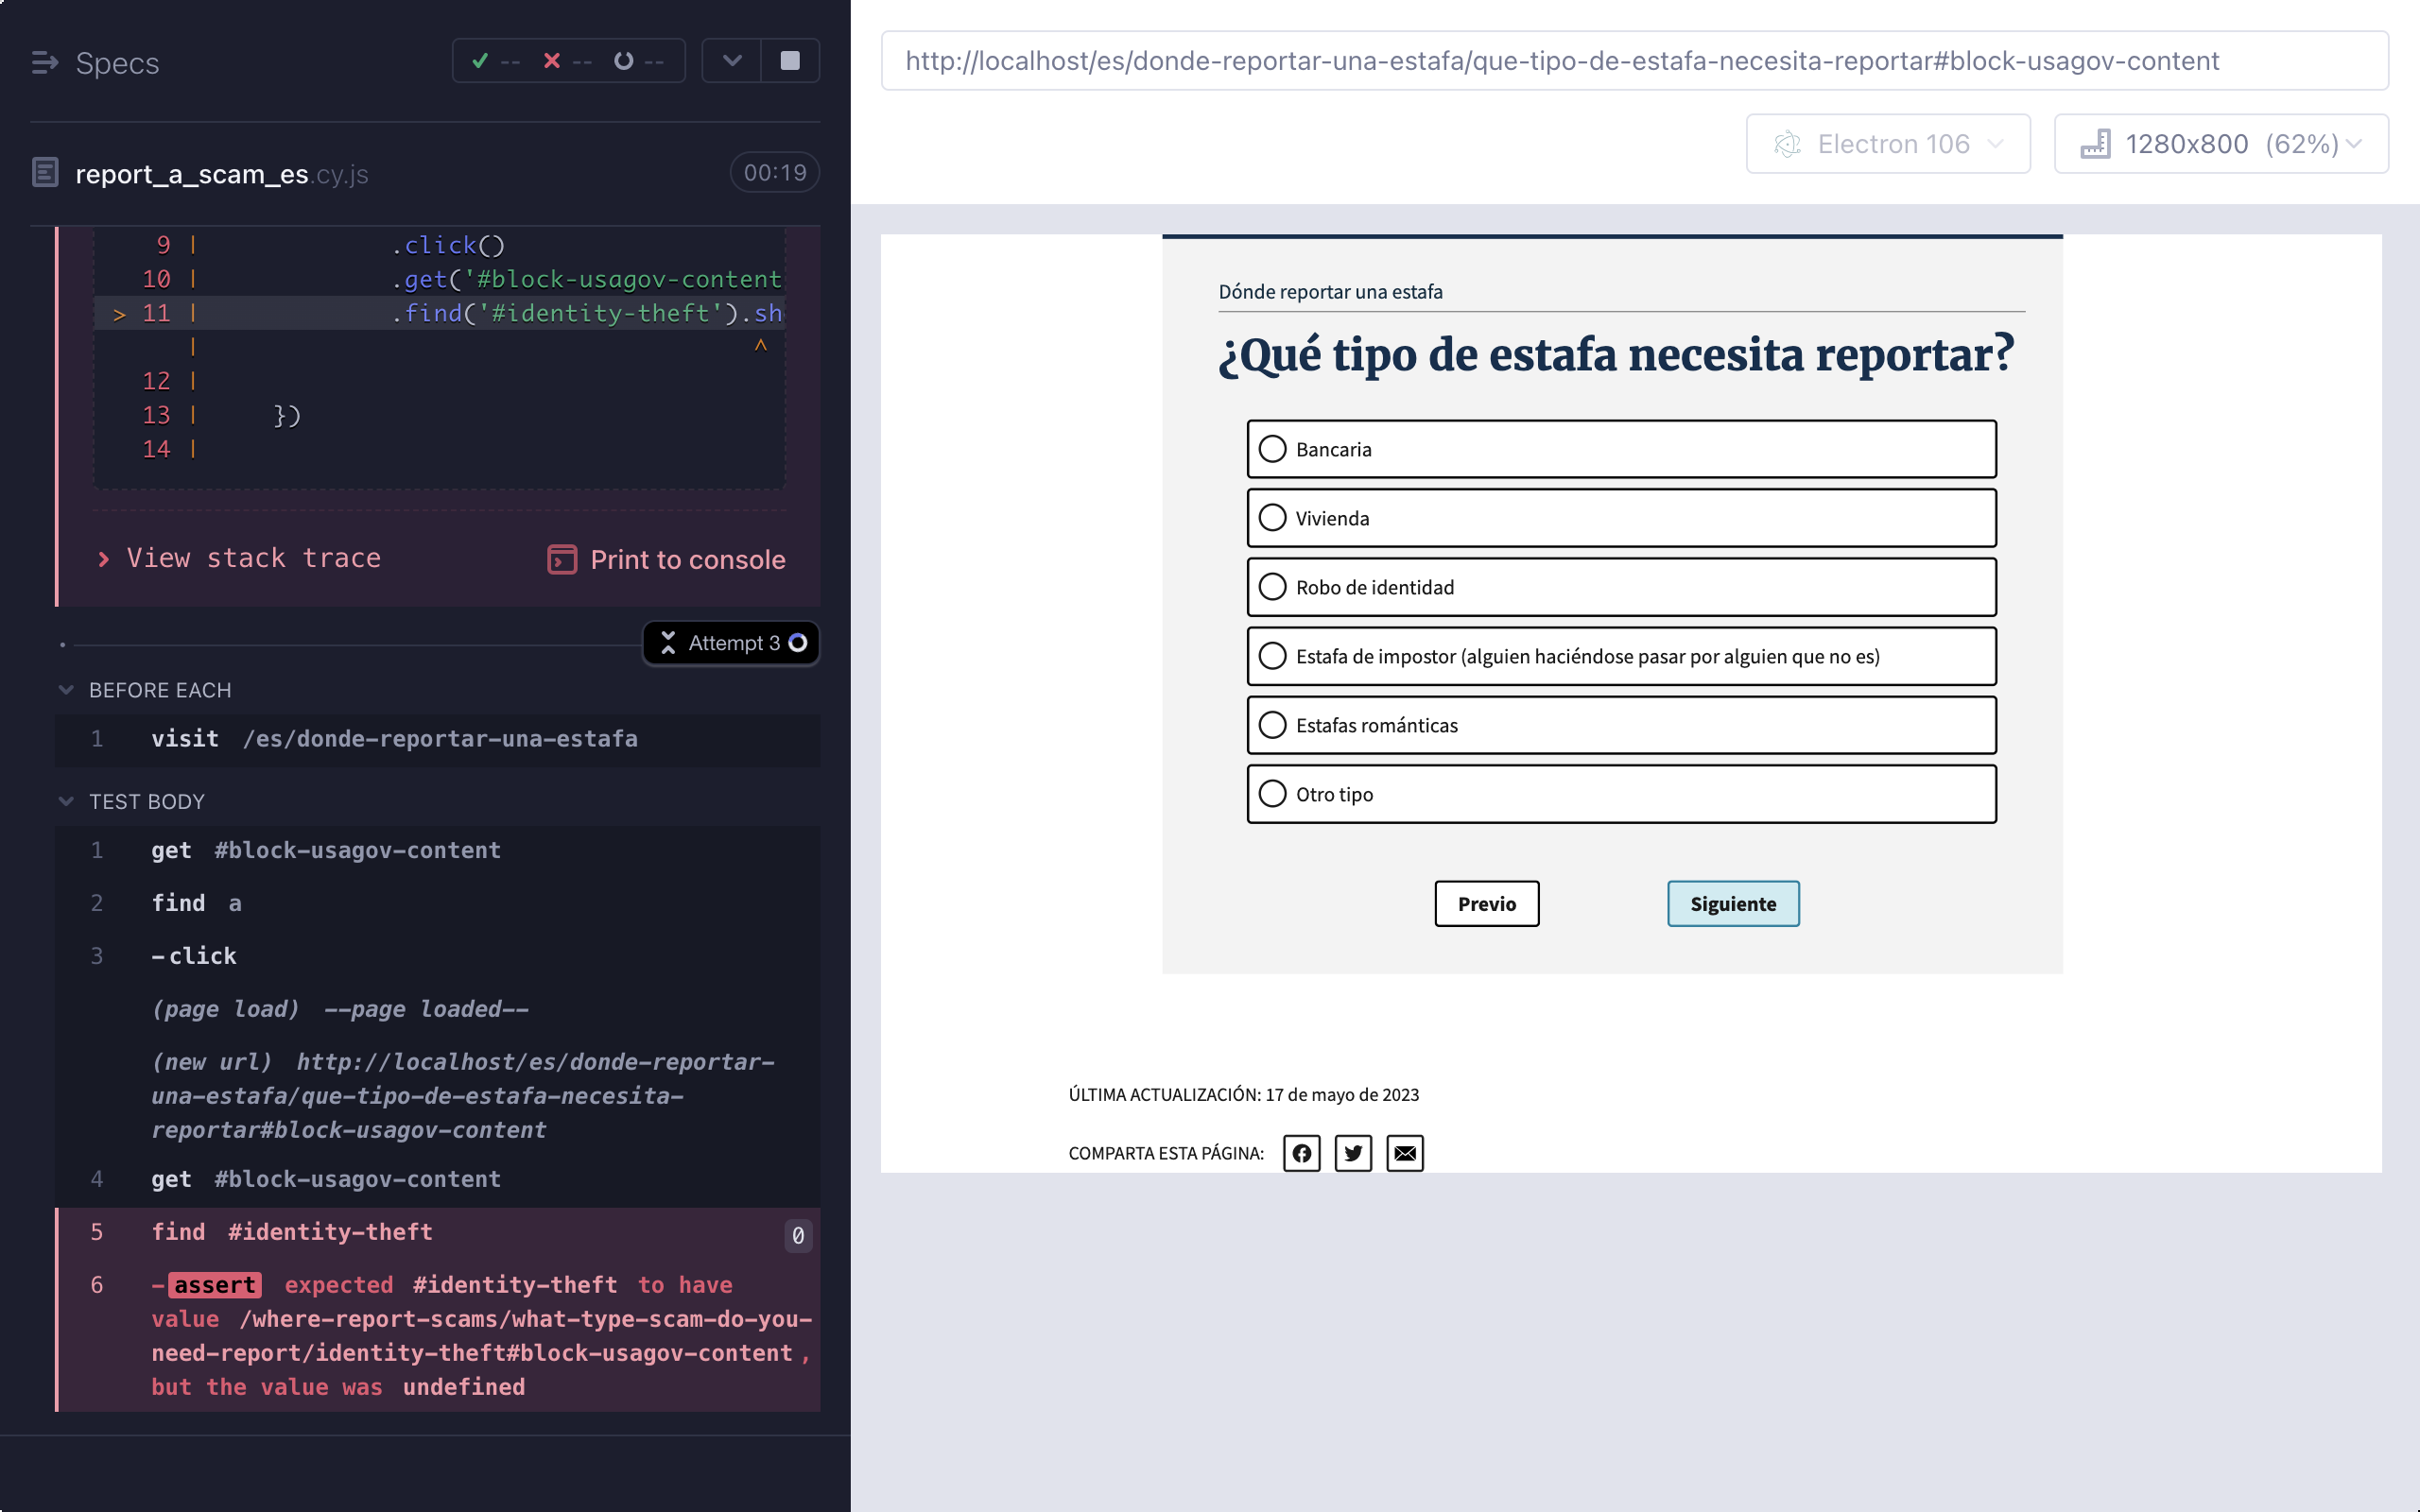 Specs
-- -- --
report_a_scam_es.cy.js
00:19
9 | .click()
10 | .get('#block-usagov-content
> 11 | .find('#identity-theft').sh
| ^
12 |
13 | })
14 |
View stack trace
Print to console
Attempt 3
BEFORE EACH
1 visit /es/donde-reportar-una-estafa
TEST BODY
1 get #block-usagov-content
2 find a
3 -click
(page load) --page loaded--
(new url) http://localhost/es/donde-reportar-
una-estafa/que-tipo-de-estafa-necesita-
reportar#block-usagov-content
4 get #block-usagov-content
5 find #identity-theft 0
6 -assert expected #identity-theft to have
value /where-report-scams/what-type-scam-do-you-
need-report/identity-theft#block-usagov-content,
but the value was undefined
http://localhost/es/donde-reportar-una-estafa/que-tipo-de-estafa-necesita-reportar#block-usagov-content
Electron 106
1280x800 (62%)
Dónde reportar una estafa
¿Qué tipo de estafa necesita reportar?
Bancaria
Vivienda
Robo de identidad
Estafa de impostor (alguien haciéndose pasar por alguien que no es)
Estafas románticas
Otro tipo
Previo
Siguiente
ÚLTIMA ACTUALIZACIÓN: 17 de mayo de 2023
COMPARTA ESTA PÁGINA: